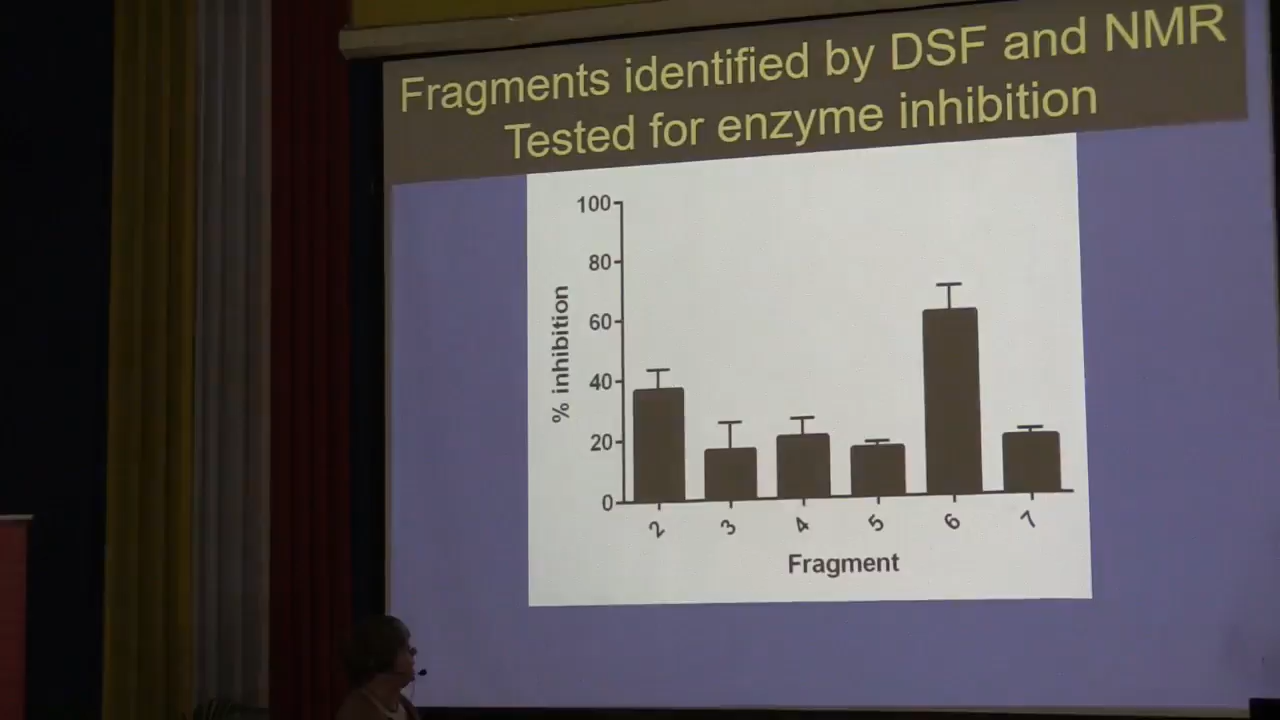 Fragments identified by DSF and NMR
Tested for enzyme inhibition
100
80
60
40
20
0
% inhibition
2 3 4 5 6 7
Fragment